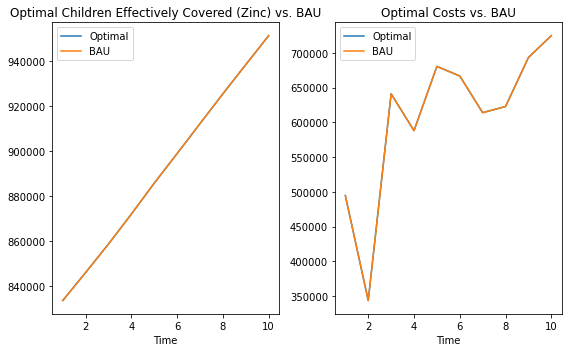 Optimal Children Effectively Covered (Zinc) vs. BAU
Optimal
BAU
940000
920000
900000
880000
860000
840000
2 4 6 8 10
Time
Optimal Costs vs. BAU
Optimal
BAU
700000
650000
600000
550000
500000
450000
400000
350000
2 4 6 8 10
Time